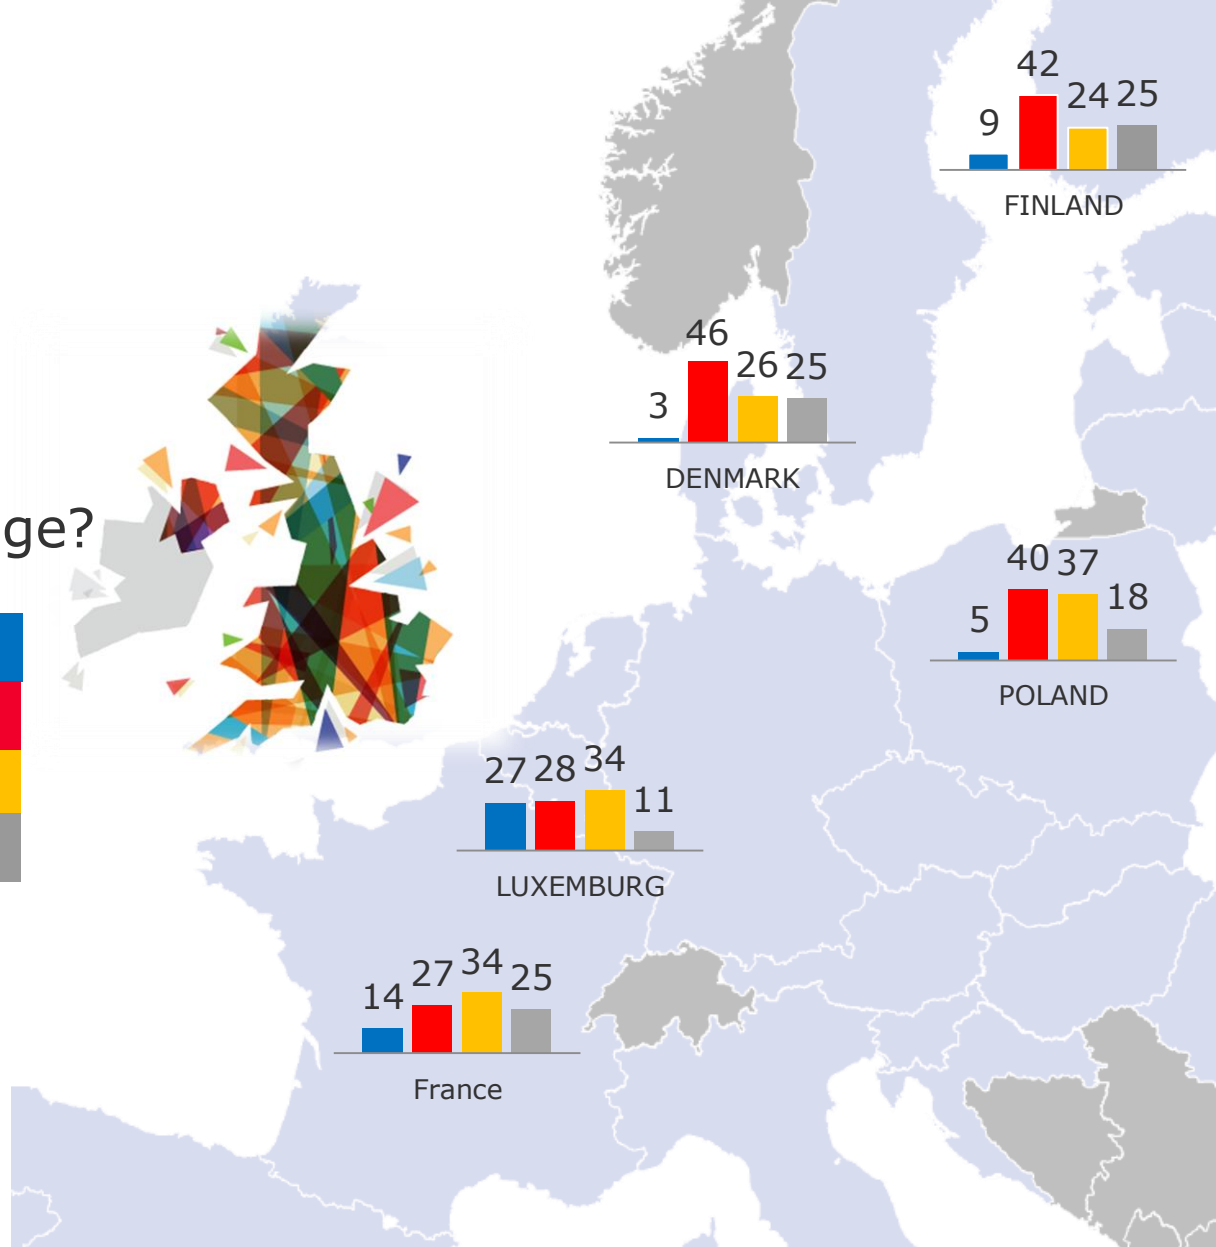 42
24 25
9
FINLAND
46
26 25
3
DENMARK
ge?
40 37
18
5
POLAND
27 28 34
11
LUXEMBURG
14 27 34 25
France